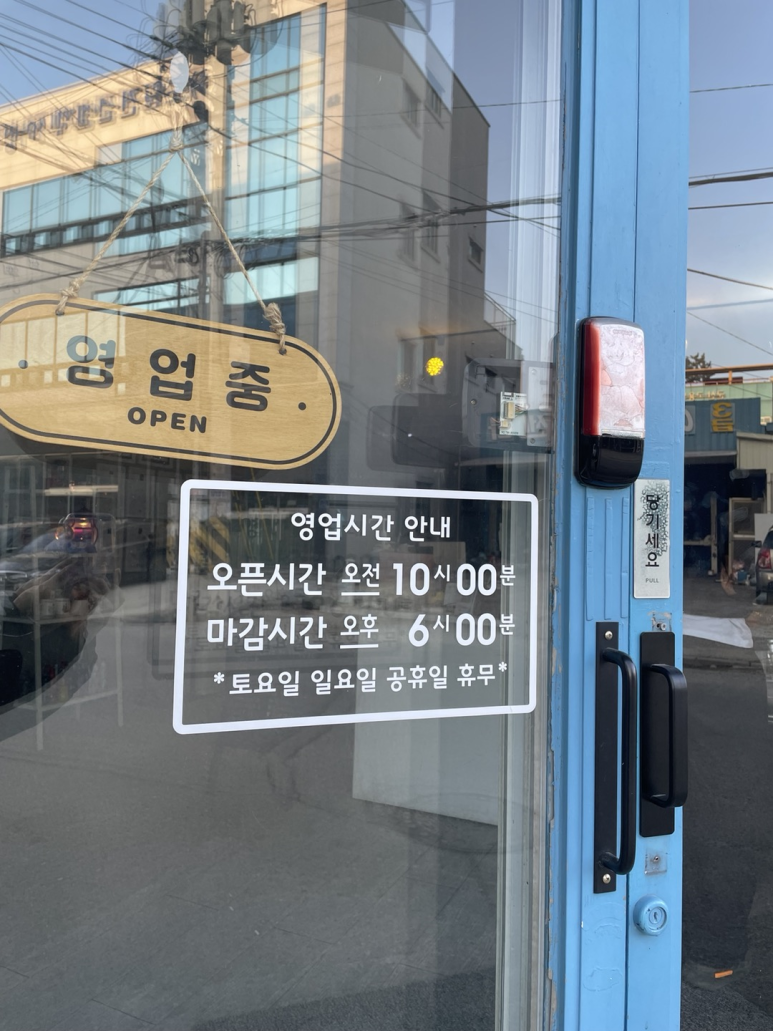 영업중
OPEN
영업시간 안내
오픈시간 오전 10시00분
마감시간 오후 6시00분
*토요일 일요일 공휴일 휴무*
당기세요
PULL